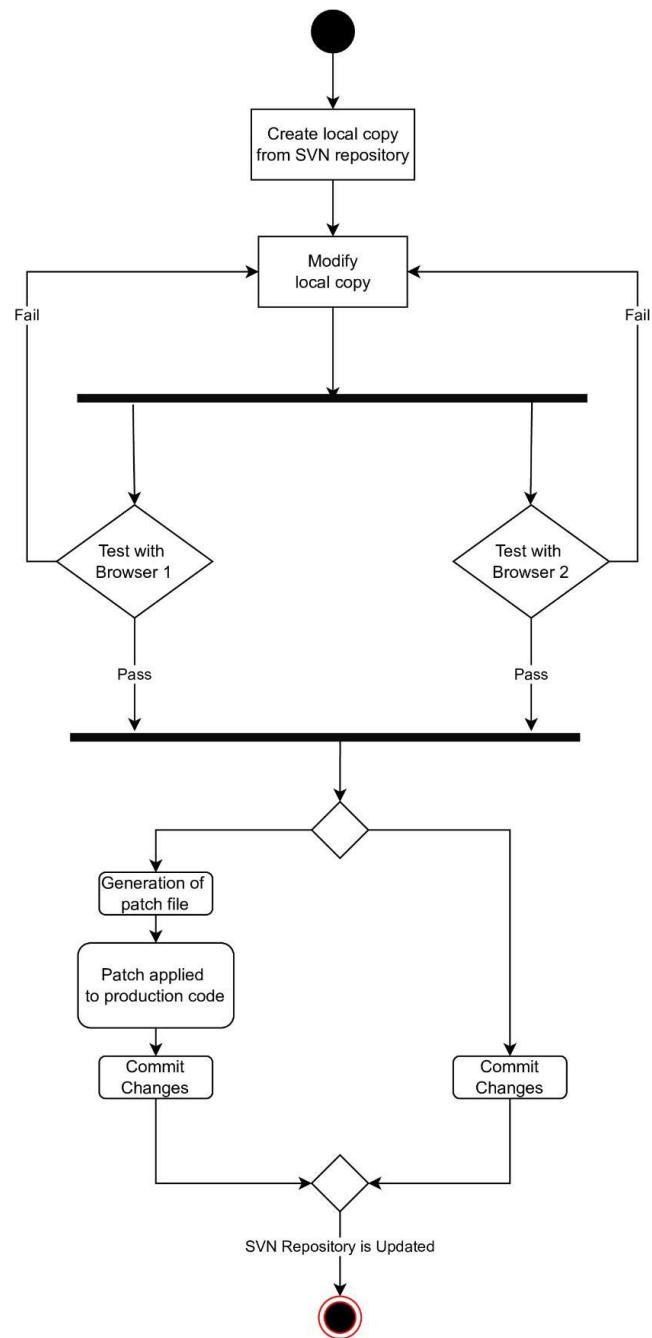 Create local copy
from SVN repository
Modify
local copy
Fail
Fail
Test with
Browser 1
Test with
Browser 2
Pass
Pass
Generation of
patch file
Patch applied
to production code
Commit
Changes
Commit
Changes
SVN Repository is Updated